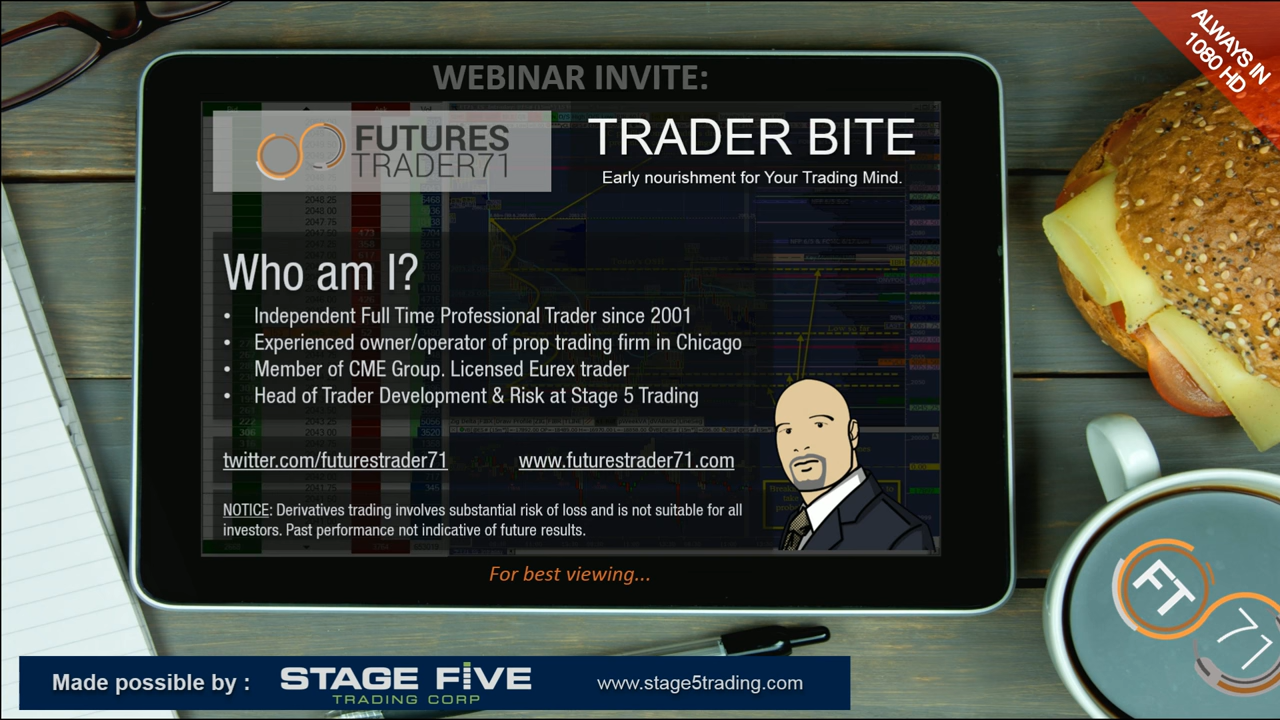 ALWAYS IN
1080 HD
WEBINAR INVITE:
FUTURES
TRADER71
TRADER BITE
Early nourishment for Your Trading Mind.
Who am I?
• Independent Full Time Professional Trader since 2001
• Experienced owner/operator of prop trading firm in Chicago
• Member of CME Group. Licensed Eurex trader
• Head of Trader Development & Risk at Stage 5 Trading
twitter.com/futurestrader71 www.futurestrader71.com
NOTICE: Derivatives trading involves substantial risk of loss and is not suitable for all
investors. Past performance not indicative of future results.
For best viewing...
FT
71
Made possible by : STAGE FIVE
TRADING CORP
www.stage5trading.com